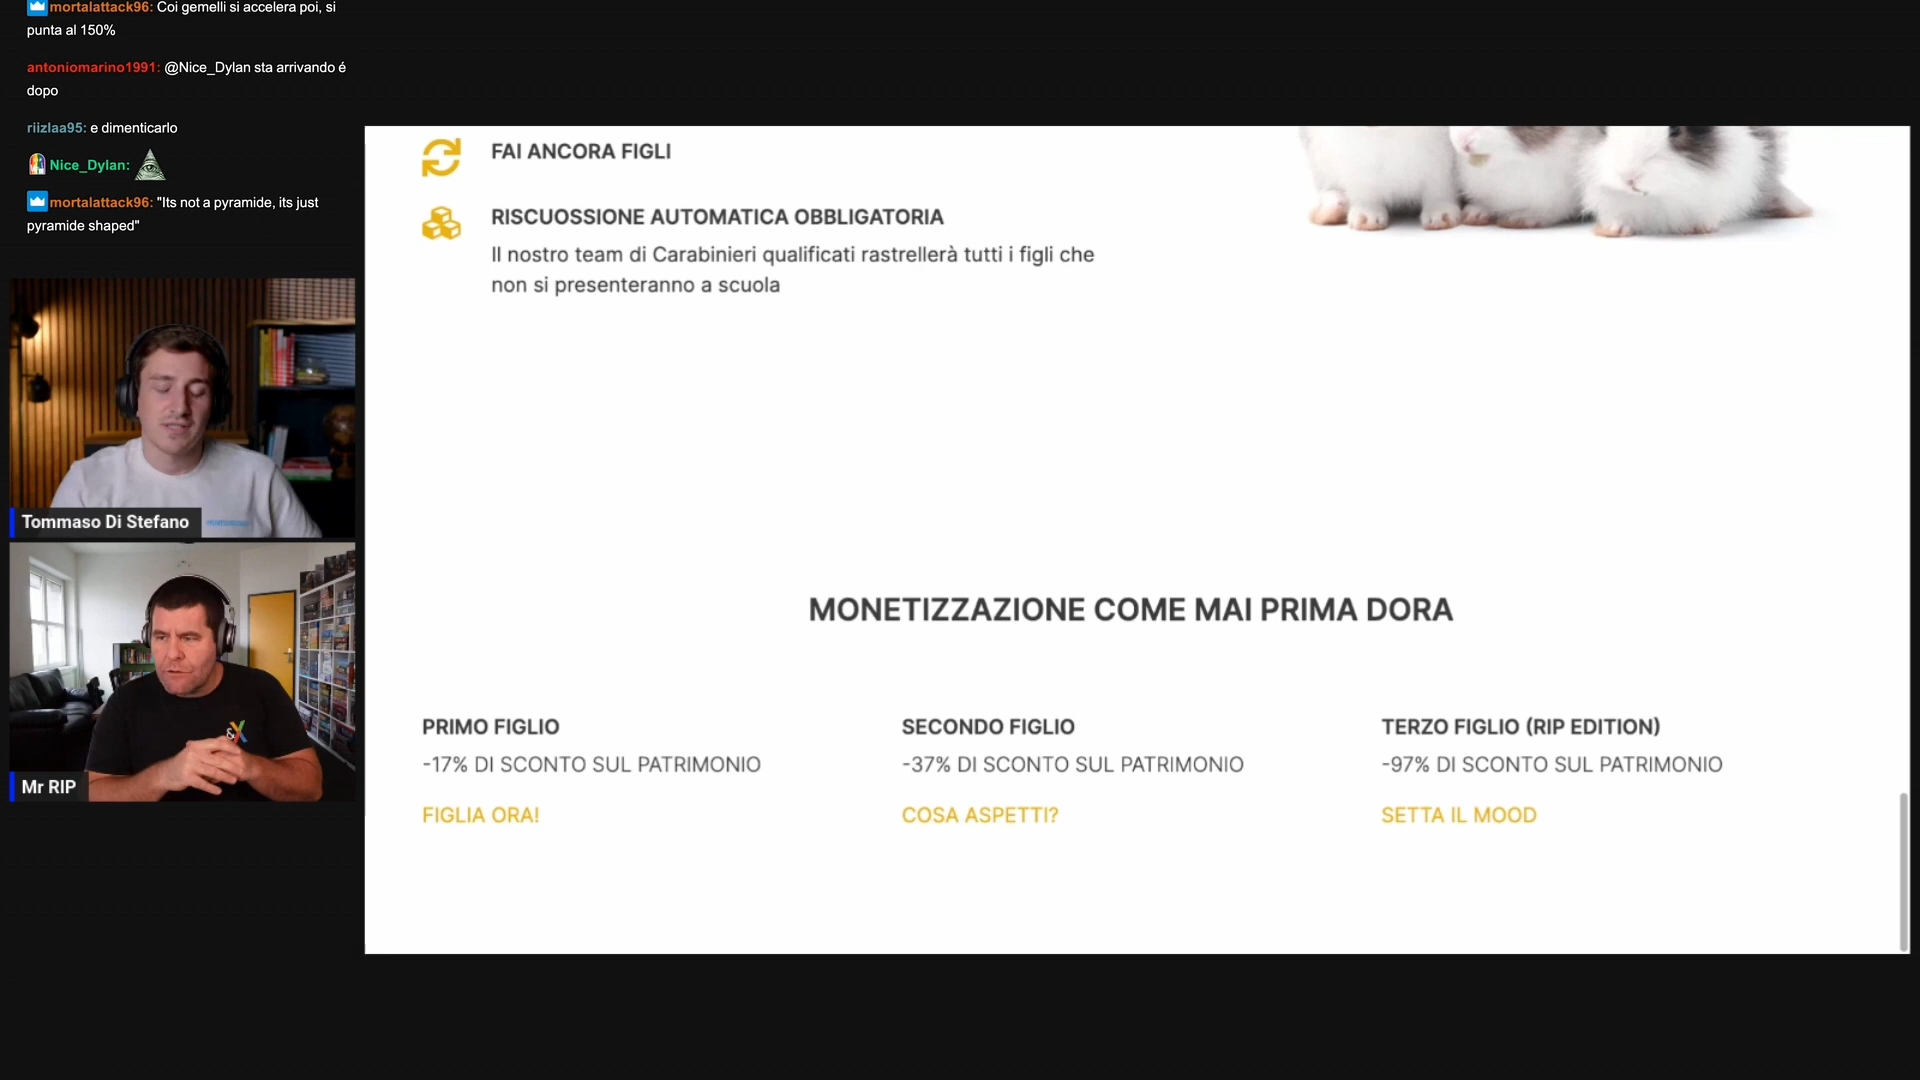 mortalattack96: Coi gemelli si accelera poi, si
punta al 150%
antoniomarino1991: @Nice_Dylan sta arrivando é
dopo
riizlaa95: e dimenticarlo
Nice_Dylan:
mortalattack96: "Its not a pyramide, its just
pyramide shaped"
Tommaso Di Stefano
Mr RIP
FAI ANCORA FIGLI
RISCUOSSIONE AUTOMATICA OBBLIGATORIA
Il nostro team di Carabinieri qualificati rastrellerà tutti i figli che
non si presenteranno a scuola
MONETIZZAZIONE COME MAI PRIMA DORA
PRIMO FIGLIO
-17% DI SCONTO SUL PATRIMONIO
FIGLIA ORA!
SECONDO FIGLIO
-37% DI SCONTO SUL PATRIMONIO
COSA ASPETTI?
TERZO FIGLIO (RIP EDITION)
-97% DI SCONTO SUL PATRIMONIO
SETTA IL MOOD